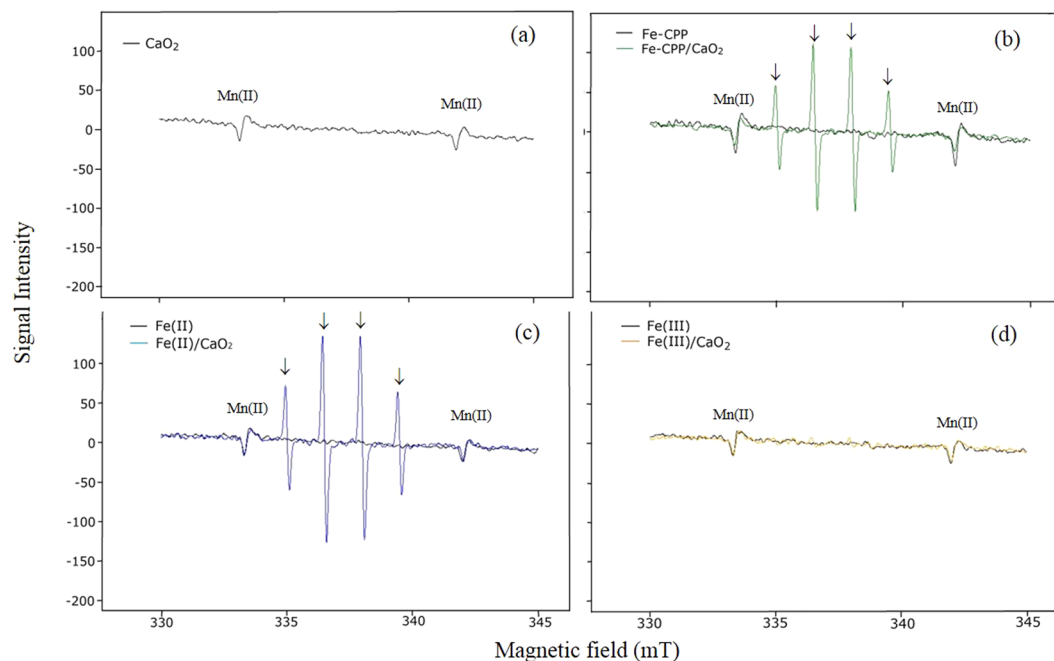 (a)
CaO₂
Mn(II) Mn(II)
100
50
0
-50
-100
-150
-200
330 335 340 345
(b)
Fe-CPP
Fe-CPP/CaO₂
Mn(II) Mn(II)
330 335 340 345
(c)
Fe(II)
Fe(II)/CaO₂
Mn(II) Mn(II)
100
50
0
-50
-100
-150
-200
330 335 340 345
(d)
Fe(III)
Fe(III)/CaO₂
Mn(II) Mn(II)
330 335 340 345
Signal Intensity
Magnetic field (mT)